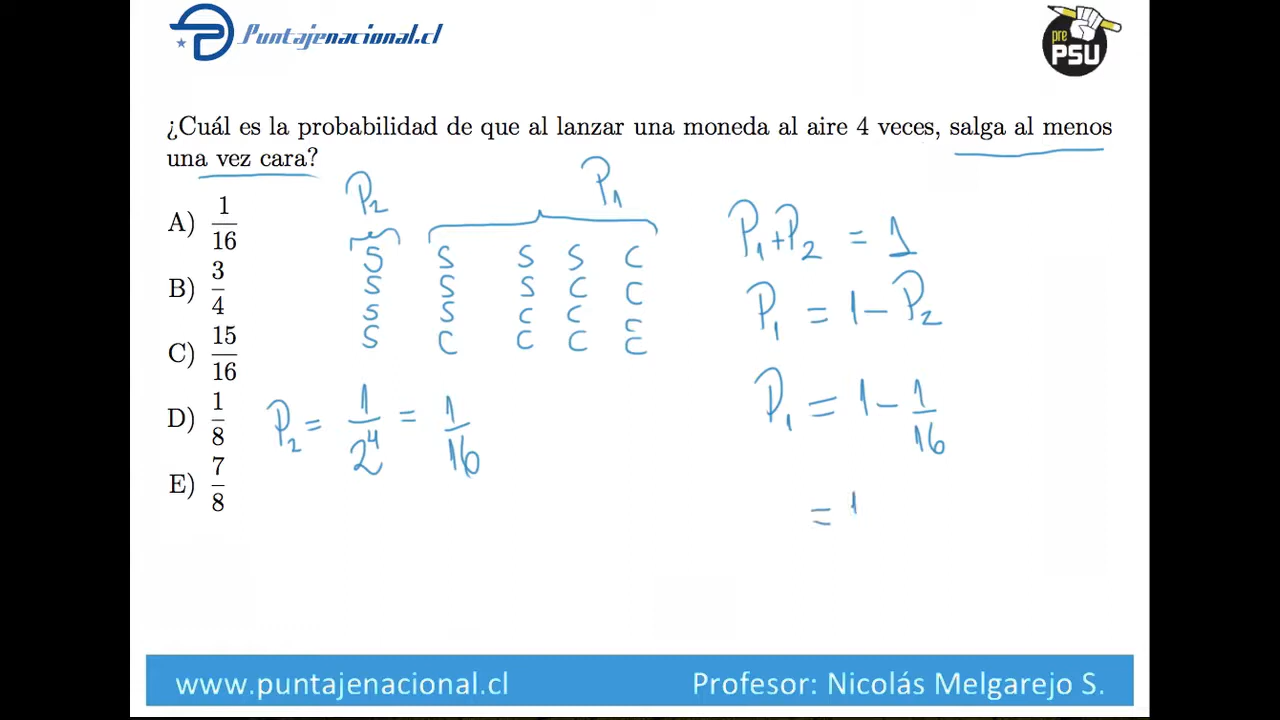 Puntajenacional.cl
pre
PSU
¿Cuál es la probabilidad de que al lanzar una moneda al aire 4 veces, salga al menos
una vez cara?
A) 1/16
B) 3/4
C) 15/16
D) 1/8
E) 7/8
P₂ P₁
S S S S C
S S S C C
S S C C C
S C C C C
P₂ = 1/2⁴ = 1/16
P₁ + P₂ = 1
P₁ = 1 - P₂
P₁ = 1 - 1/16
= 1
www.puntajenacional.cl Profesor: Nicolás Melgarejo S.